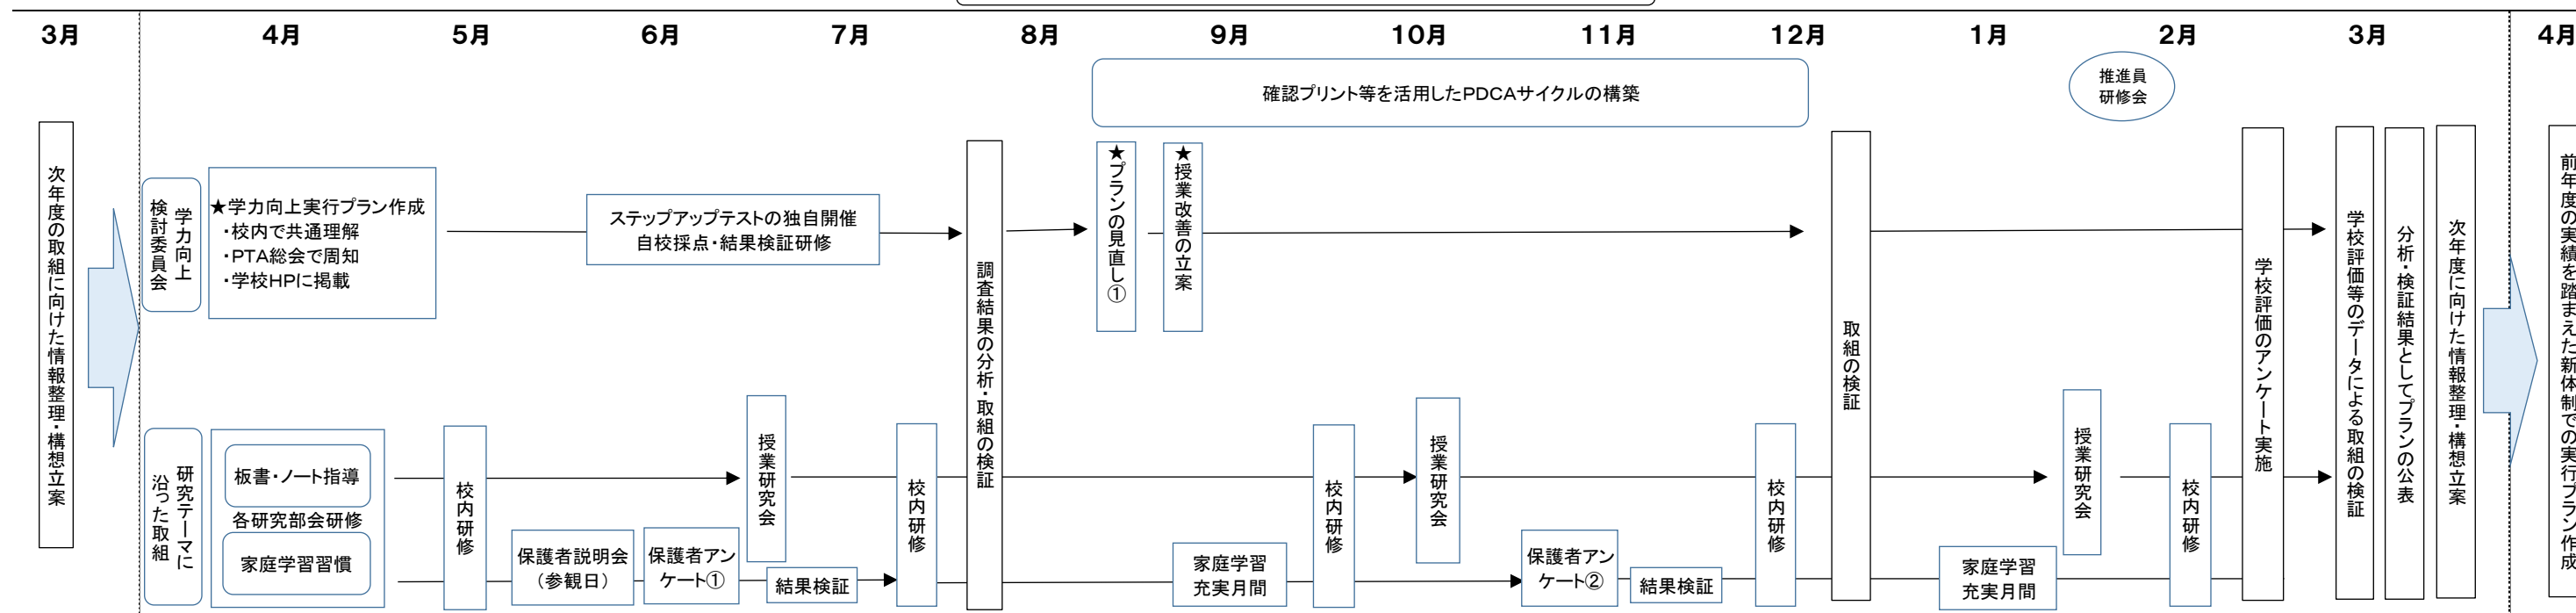 3月
4月
5月
6月
7月
8月
9月
10月
11月
12月
1月
2月
3月
4月
確認プリント等を活用したPDCAサイクルの構築
推進員
研修会
次年度の取組に向けた情報整理・構想立案
学力向上
検討委員会
★学力向上実行プラン作成
・校内で共通理解
・PTA総会で周知
・学校HPに掲載
ステップアップテストの独自開催
自校採点・結果検証研修
調査結果の分析・取組の検証
★プランの見直し①
★授業改善の立案
取組の検証
学校評価のアンケート実施
学校評価等のデータによる取組の検証
分析・検証結果としてプランの公表
次年度に向けた情報整理・構想立案
前年度の実績を踏まえた新体制での実行プラン作成
研究テーマに
沿った取組
板書・ノート指導
各研究部会研修
家庭学習習慣
校内研修
保護者説明会
（参観日）
保護者アン
ケート①
授業研究会
結果検証
校内研修
家庭学習
充実月間
校内研修
授業研究会
保護者アン
ケート②
結果検証
校内研修
家庭学習
充実月間
授業研究会
校内研修